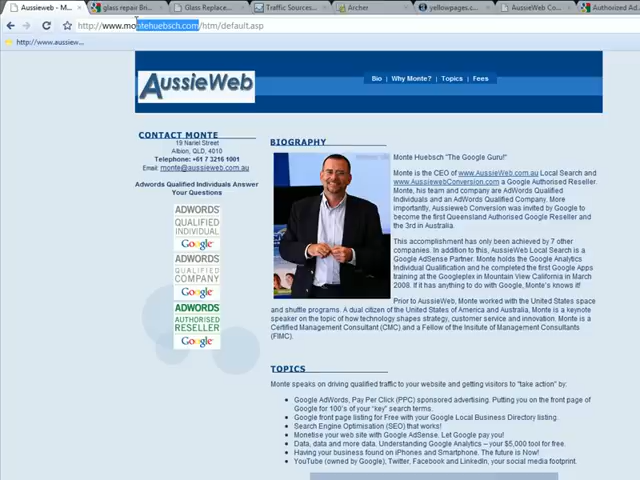 Aussieweb - M...
glass repair Bri...
Glass Replace...
Traffic Sources...
Archer
yellowpages.c...
AussieWeb Co...
Authorized Ad
http://www.montehuebsch.com/htm/default.asp
http://www.aussiew...
AussieWeb
Bio | Why Monte? | Topics | Fees
CONTACT MONTE
19 Nariel Street
Albion, QLD, 4010
Telephone: +61 7 3216 1001
Email: monte@aussieweb.com.au
Adwords Qualified Individuals Answer
Your Questions
ADWORDS
QUALIFIED
INDIVIDUAL
Google
ADWORDS
QUALIFIED
COMPANY
Google
ADWORDS
AUTHORISED
RESELLER
Google
BIOGRAPHY
Monte Huebsch "The Google Guru!"
Monte is the CEO of www.AussieWeb.com.au Local Search and
www.AussiewebConversion.com a Google Authorised Reseller.
Monte, his team and company are AdWords Qualified
Individuals and an AdWords Qualified Company. More
importantly, Aussieweb Conversion was invited by Google to
become the first Queensland Authorised Google Reseller and
the 3rd in Australia.
This accomplishment has only been achieved by 7 other
companies. In addition to this, AussieWeb Local Search is a
Google AdSense Partner. Monte holds the Google Analytics
Individual Qualification and he completed the first Google Apps
training at the Googleplex in Mountain View California in March
2008. If it has anything to do with Google, Monte's knows it!
Prior to AussieWeb, Monte worked with the United States space
and shuttle programs. A dual citizen of the United States of America and Australia, Monte is a keynote
speaker on the topic of how technology shapes strategy, customer service and innovation. Monte is a
Certified Management Consultant (CMC) and a Fellow of the Insitute of Management Consultants
(FIMC).
TOPICS
Monte speaks on driving qualified traffic to your website and getting visitors to "take action" by:
Google AdWords, Pay Per Click (PPC) sponsored advertising. Putting you on the front page of
Google for 100's of your "key" search terms.
Google front page listing for Free with your Google Local Business Directory listing.
Search Engine Optimisation (SEO) that works!
Monetise your web site with Google AdSense. Let Google pay you!
Data, data and more data. Understanding Google Analytics – your $5,000 tool for free.
Having your business found on iPhones and Smartphone. The future is Now!
YouTube (owned by Google), Twitter, Facebook and LinkedIn, your social media footprint.